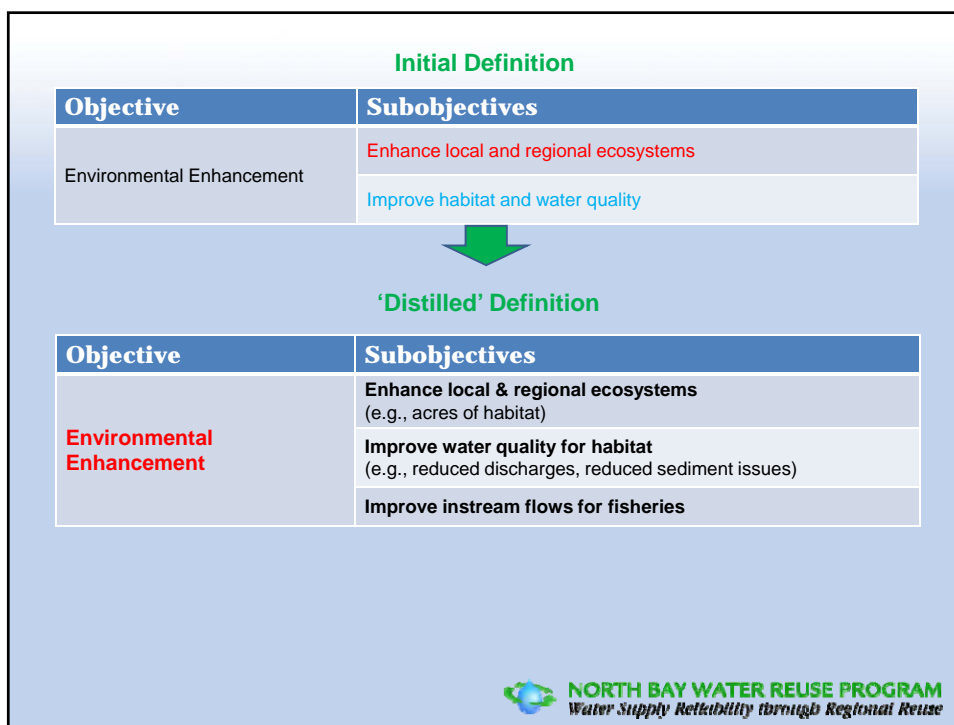 Initial Definition
Objective Subobjectives
Environmental Enhancement
Enhance local and regional ecosystems
Improve habitat and water quality
‘Distilled’ Definition
Objective Subobjectives
Environmental
Enhancement
Enhance local & regional ecosystems
(e.g., acres of habitat)
Improve water quality for habitat
(e.g., reduced discharges, reduced sediment issues)
Improve instream flows for fisheries
NORTH BAY WATER REUSE PROGRAM
Water Supply Reliability through Regional Reuse